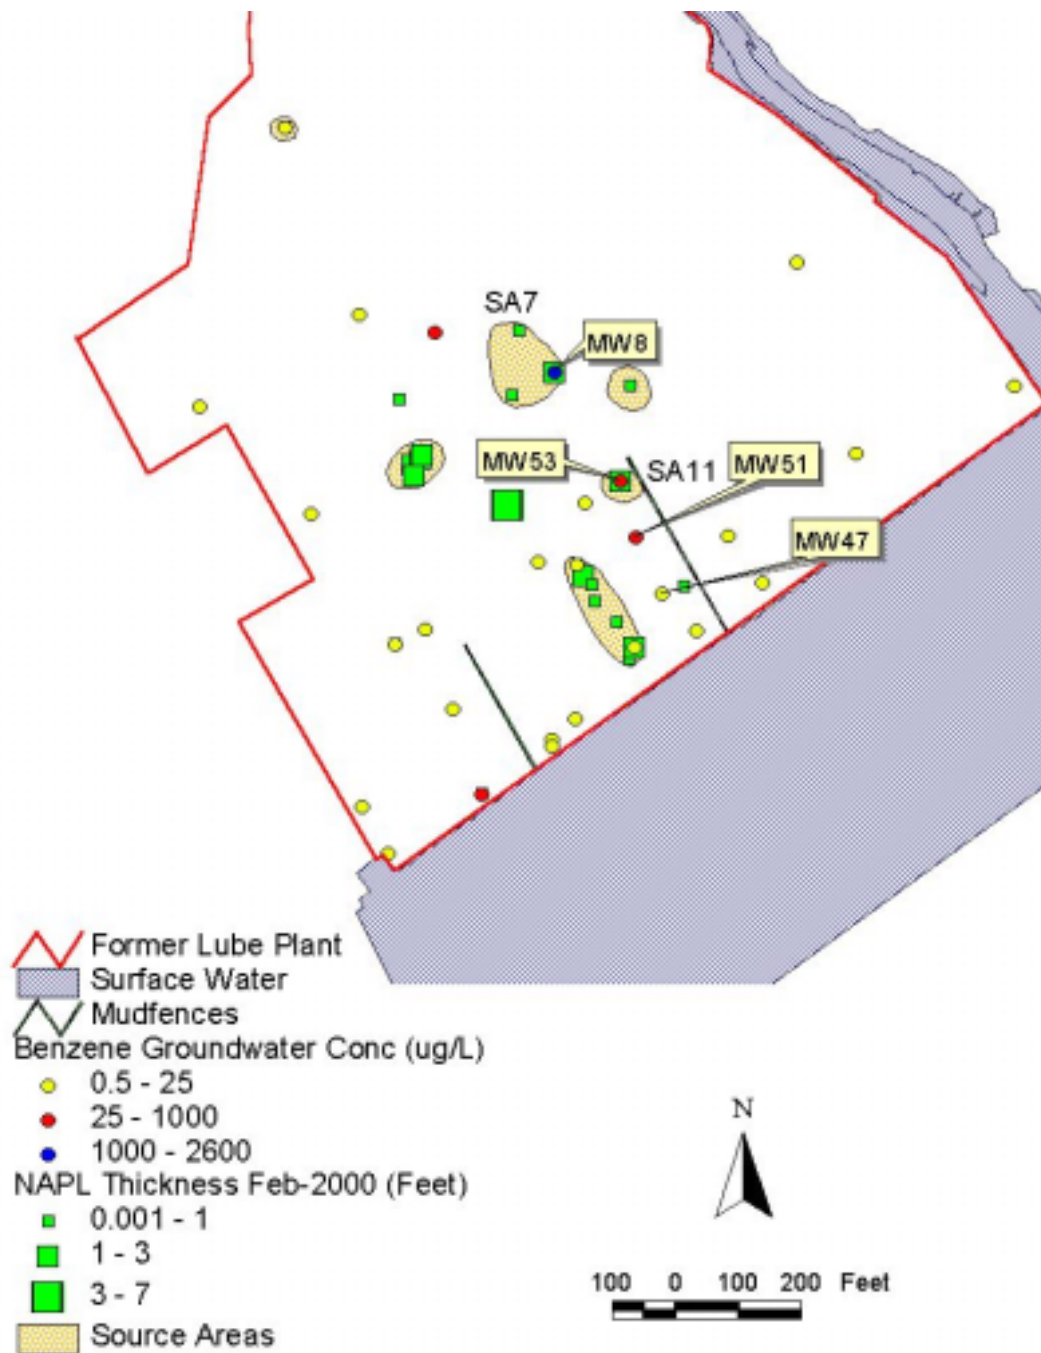 SA7
MW8
MW53
SA11
MW51
MW47
Former Lube Plant
Surface Water
Mudfences
Benzene Groundwater Conc (ug/L)
0.5 - 25
25 - 1000
1000 - 2600
NAPL Thickness Feb-2000 (Feet)
0.001 - 1
1 - 3
3 - 7
Source Areas
N
100 0 100 200 Feet